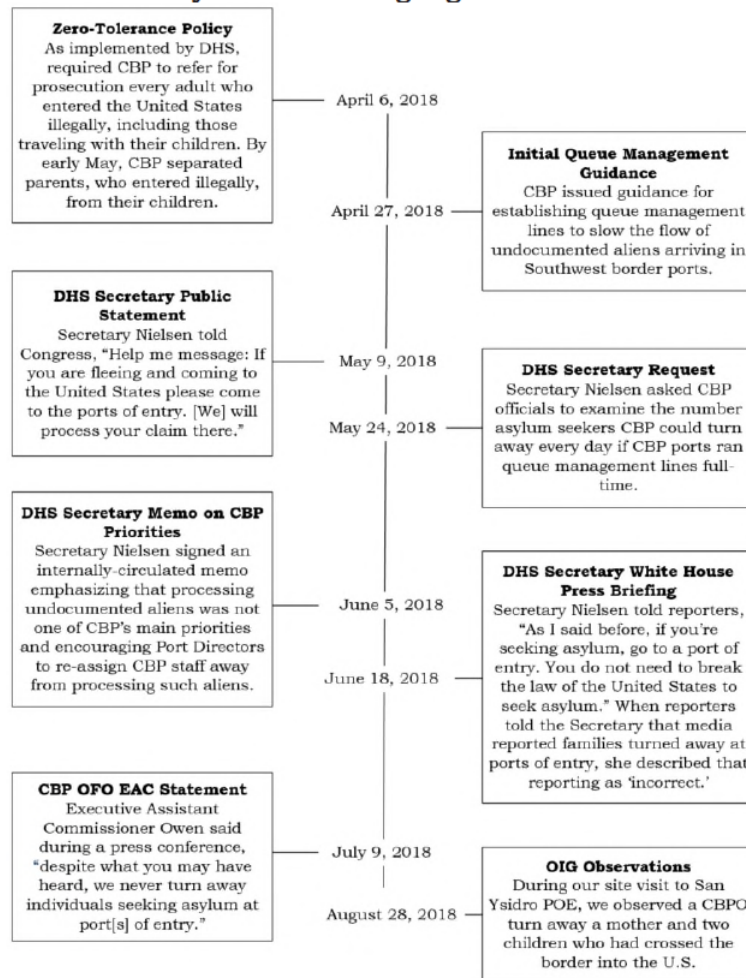 Zero-Tolerance Policy
As implemented by DHS,
required CBP to refer for
prosecution every adult who
entered the United States
illegally, including those
traveling with their children. By
early May, CBP separated
parents, who entered illegally,
from their children.
April 6, 2018
Initial Queue Management
Guidance
CBP issued guidance for
establishing queue management
lines to slow the flow of
undocumented aliens arriving in
Southwest border ports.
April 27, 2018
DHS Secretary Public
Statement
Secretary Nielsen told
Congress, “Help me message: If
you are fleeing and coming to
the United States please come
to the ports of entry. [We] will
process your claim there.”
May 9, 2018
DHS Secretary Request
Secretary Nielsen asked CBP
officials to examine the number
asylum seekers CBP could turn
away every day if CBP ports ran
queue management lines full-
time.
May 24, 2018
DHS Secretary Memo on CBP
Priorities
Secretary Nielsen signed an
internally-circulated memo
emphasizing that processing
undocumented aliens was not
one of CBP’s main priorities
and encouraging Port Directors
to re-assign CBP staff away
from processing such aliens.
June 5, 2018
DHS Secretary White House
Press Briefing
Secretary Nielsen told reporters,
“As I said before, if you’re
seeking asylum, go to a port of
entry. You do not need to break
the law of the United States to
seek asylum.” When reporters
told the Secretary that media
reported families turned away at
ports of entry, she described that
reporting as ‘incorrect.’
June 18, 2018
CBP OFO EAC Statement
Executive Assistant
Commissioner Owen said
during a press conference,
“despite what you may have
heard, we never turn away
individuals seeking asylum at
port[s] of entry.”
July 9, 2018
OIG Observations
During our site visit to San
Ysidro POE, we observed a CBPO
turn away a mother and two
children who had crossed the
border into the U.S.
August 28, 2018